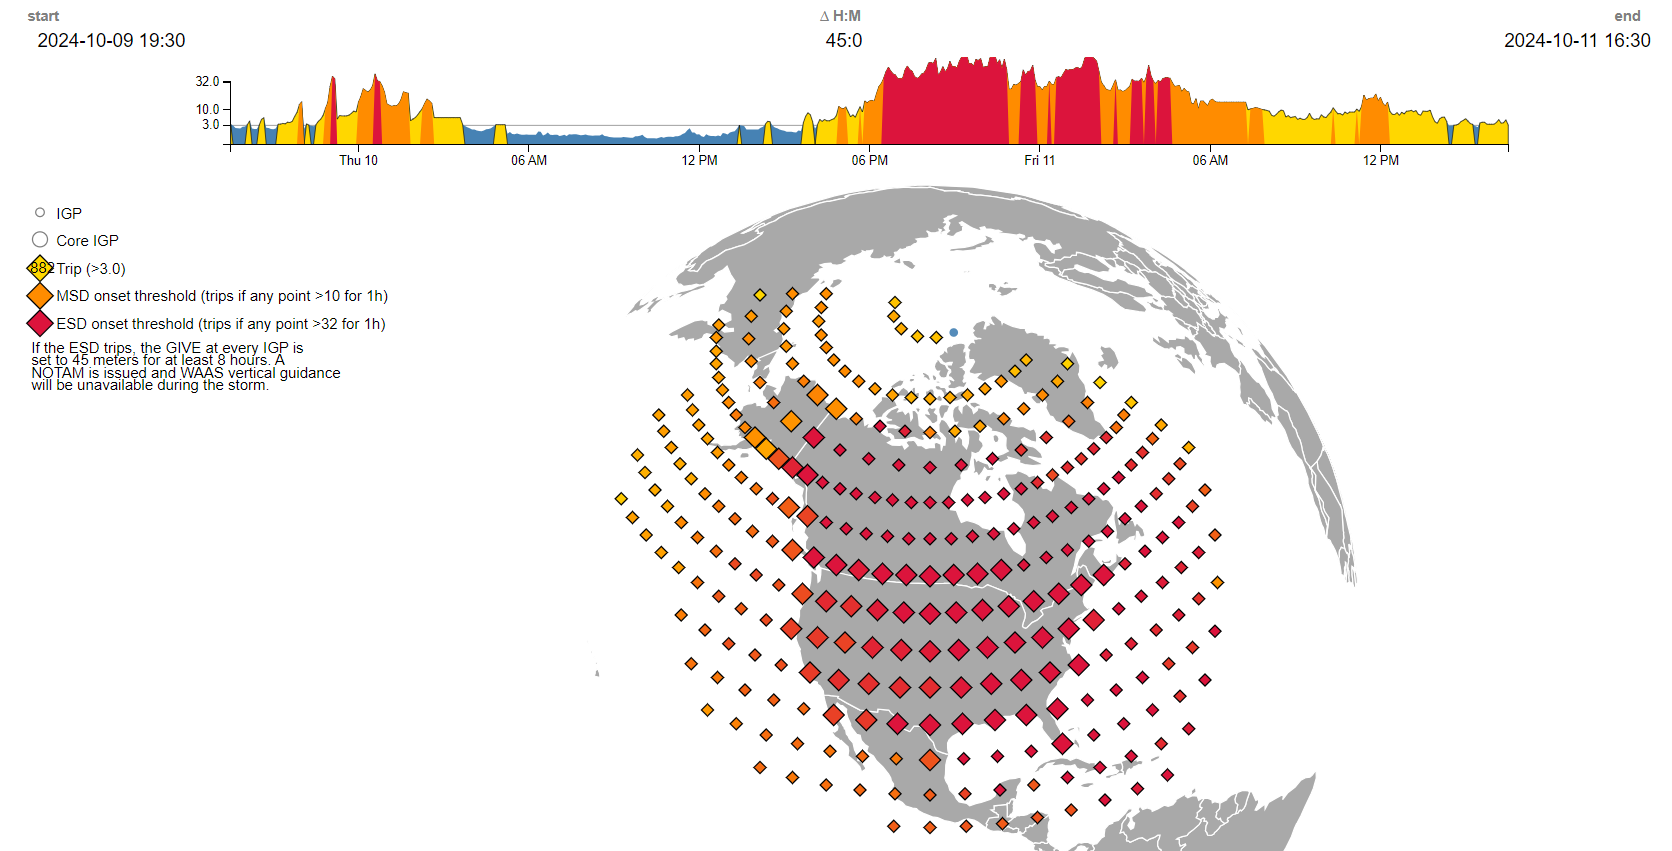 start
Δ H:M
end
2024-10-09 19:30
45:0
2024-10-11 16:30
32.0
10.0
3.0
Thu 10
06 AM
12 PM
06 PM
Fri 11
06 AM
12 PM
IGP
Core IGP
882 Trip (>3.0)
MSD onset threshold (trips if any point >10 for 1h)
ESD onset threshold (trips if any point >32 for 1h)
If the ESD trips, the GIVE at every IGP is
set to 45 meters for at least 8 hours. A
NOTAM is issued and WAAS vertical guidance
will be unavailable during the storm.